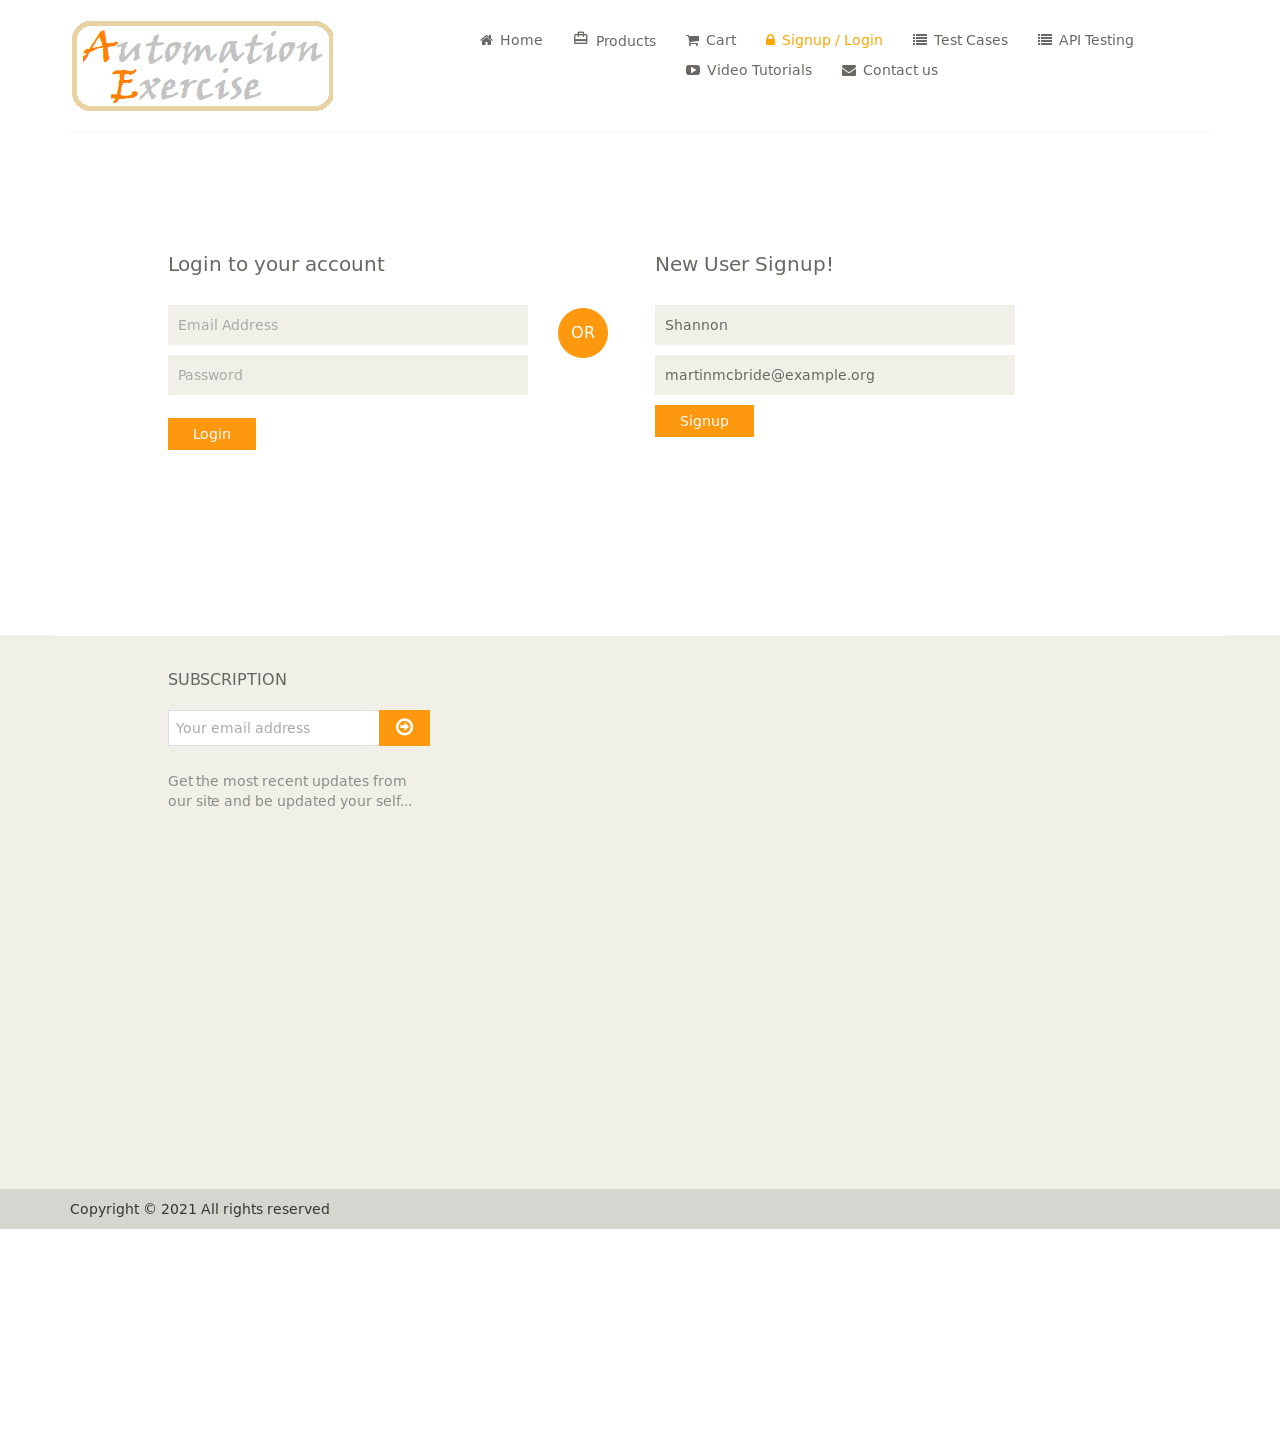 Automation
Exercise
Home Products Cart Signup / Login Test Cases API Testing
Video Tutorials Contact us
Login to your account
Email Address
Password
Login
OR
New User Signup!
Shannon
martinmcbride@example.org
Signup
SUBSCRIPTION
Your email address
Get the most recent updates from
our site and be updated your self...
Copyright © 2021 All rights reserved